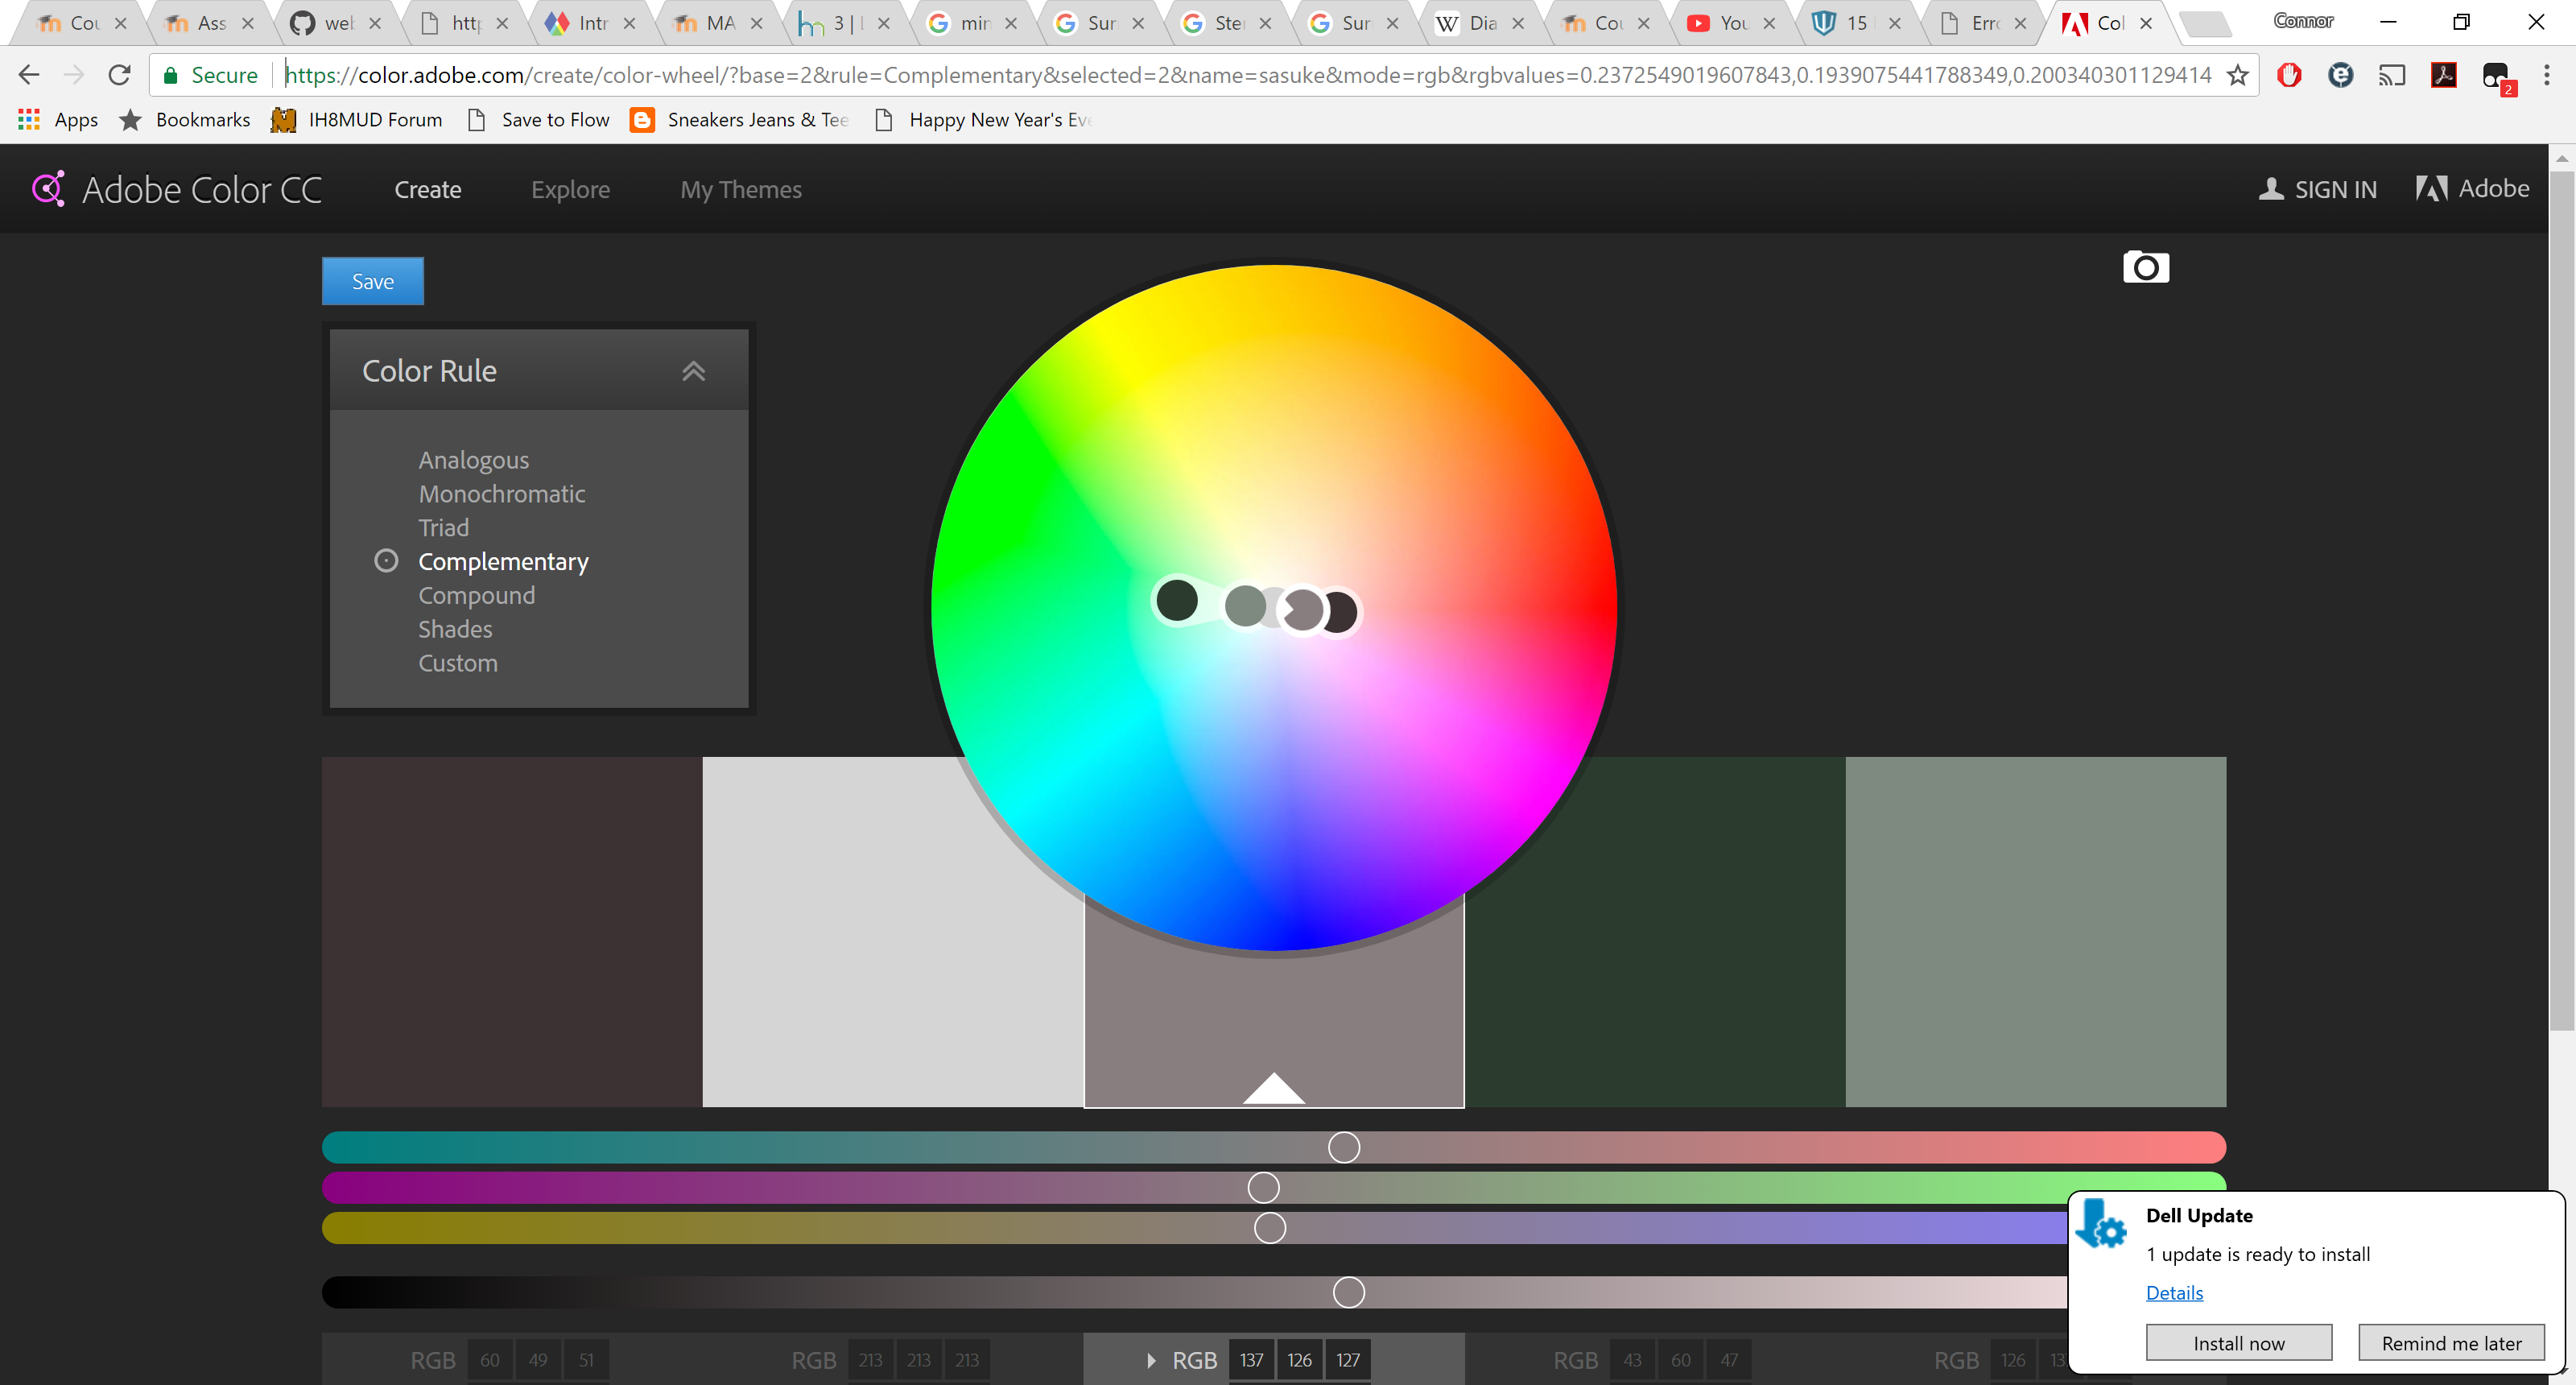 Cou Ass web http Intr MA 3 | min Sur Ste Sur Dia Cou You 15 Erro Col Connor
Secure https://color.adobe.com/create/color-wheel/?base=2&rule=Complementary&selected=2&name=sasuke&mode=rgb&rgbvalues=0.2372549019607843,0.1939075441788349,0.200340301129414 2
Apps Bookmarks IH8MUD Forum Save to Flow Sneakers Jeans & Tee Happy New Year's Eve
Adobe Color CC Create Explore My Themes SIGN IN Adobe
Save
Color Rule
Analogous
Monochromatic
Triad
Complementary
Compound
Shades
Custom
Dell Update
1 update is ready to install
Details
Install now Remind me later
RGB 60 49 51 RGB 213 213 213 RGB 137 126 127 RGB 43 60 47 RGB 126